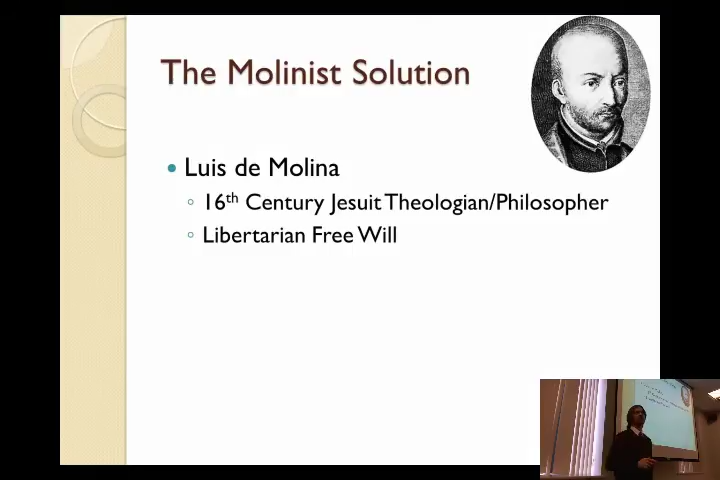 The Molinist Solution
Luis de Molina
16th Century Jesuit Theologian/Philosopher
Libertarian Free Will